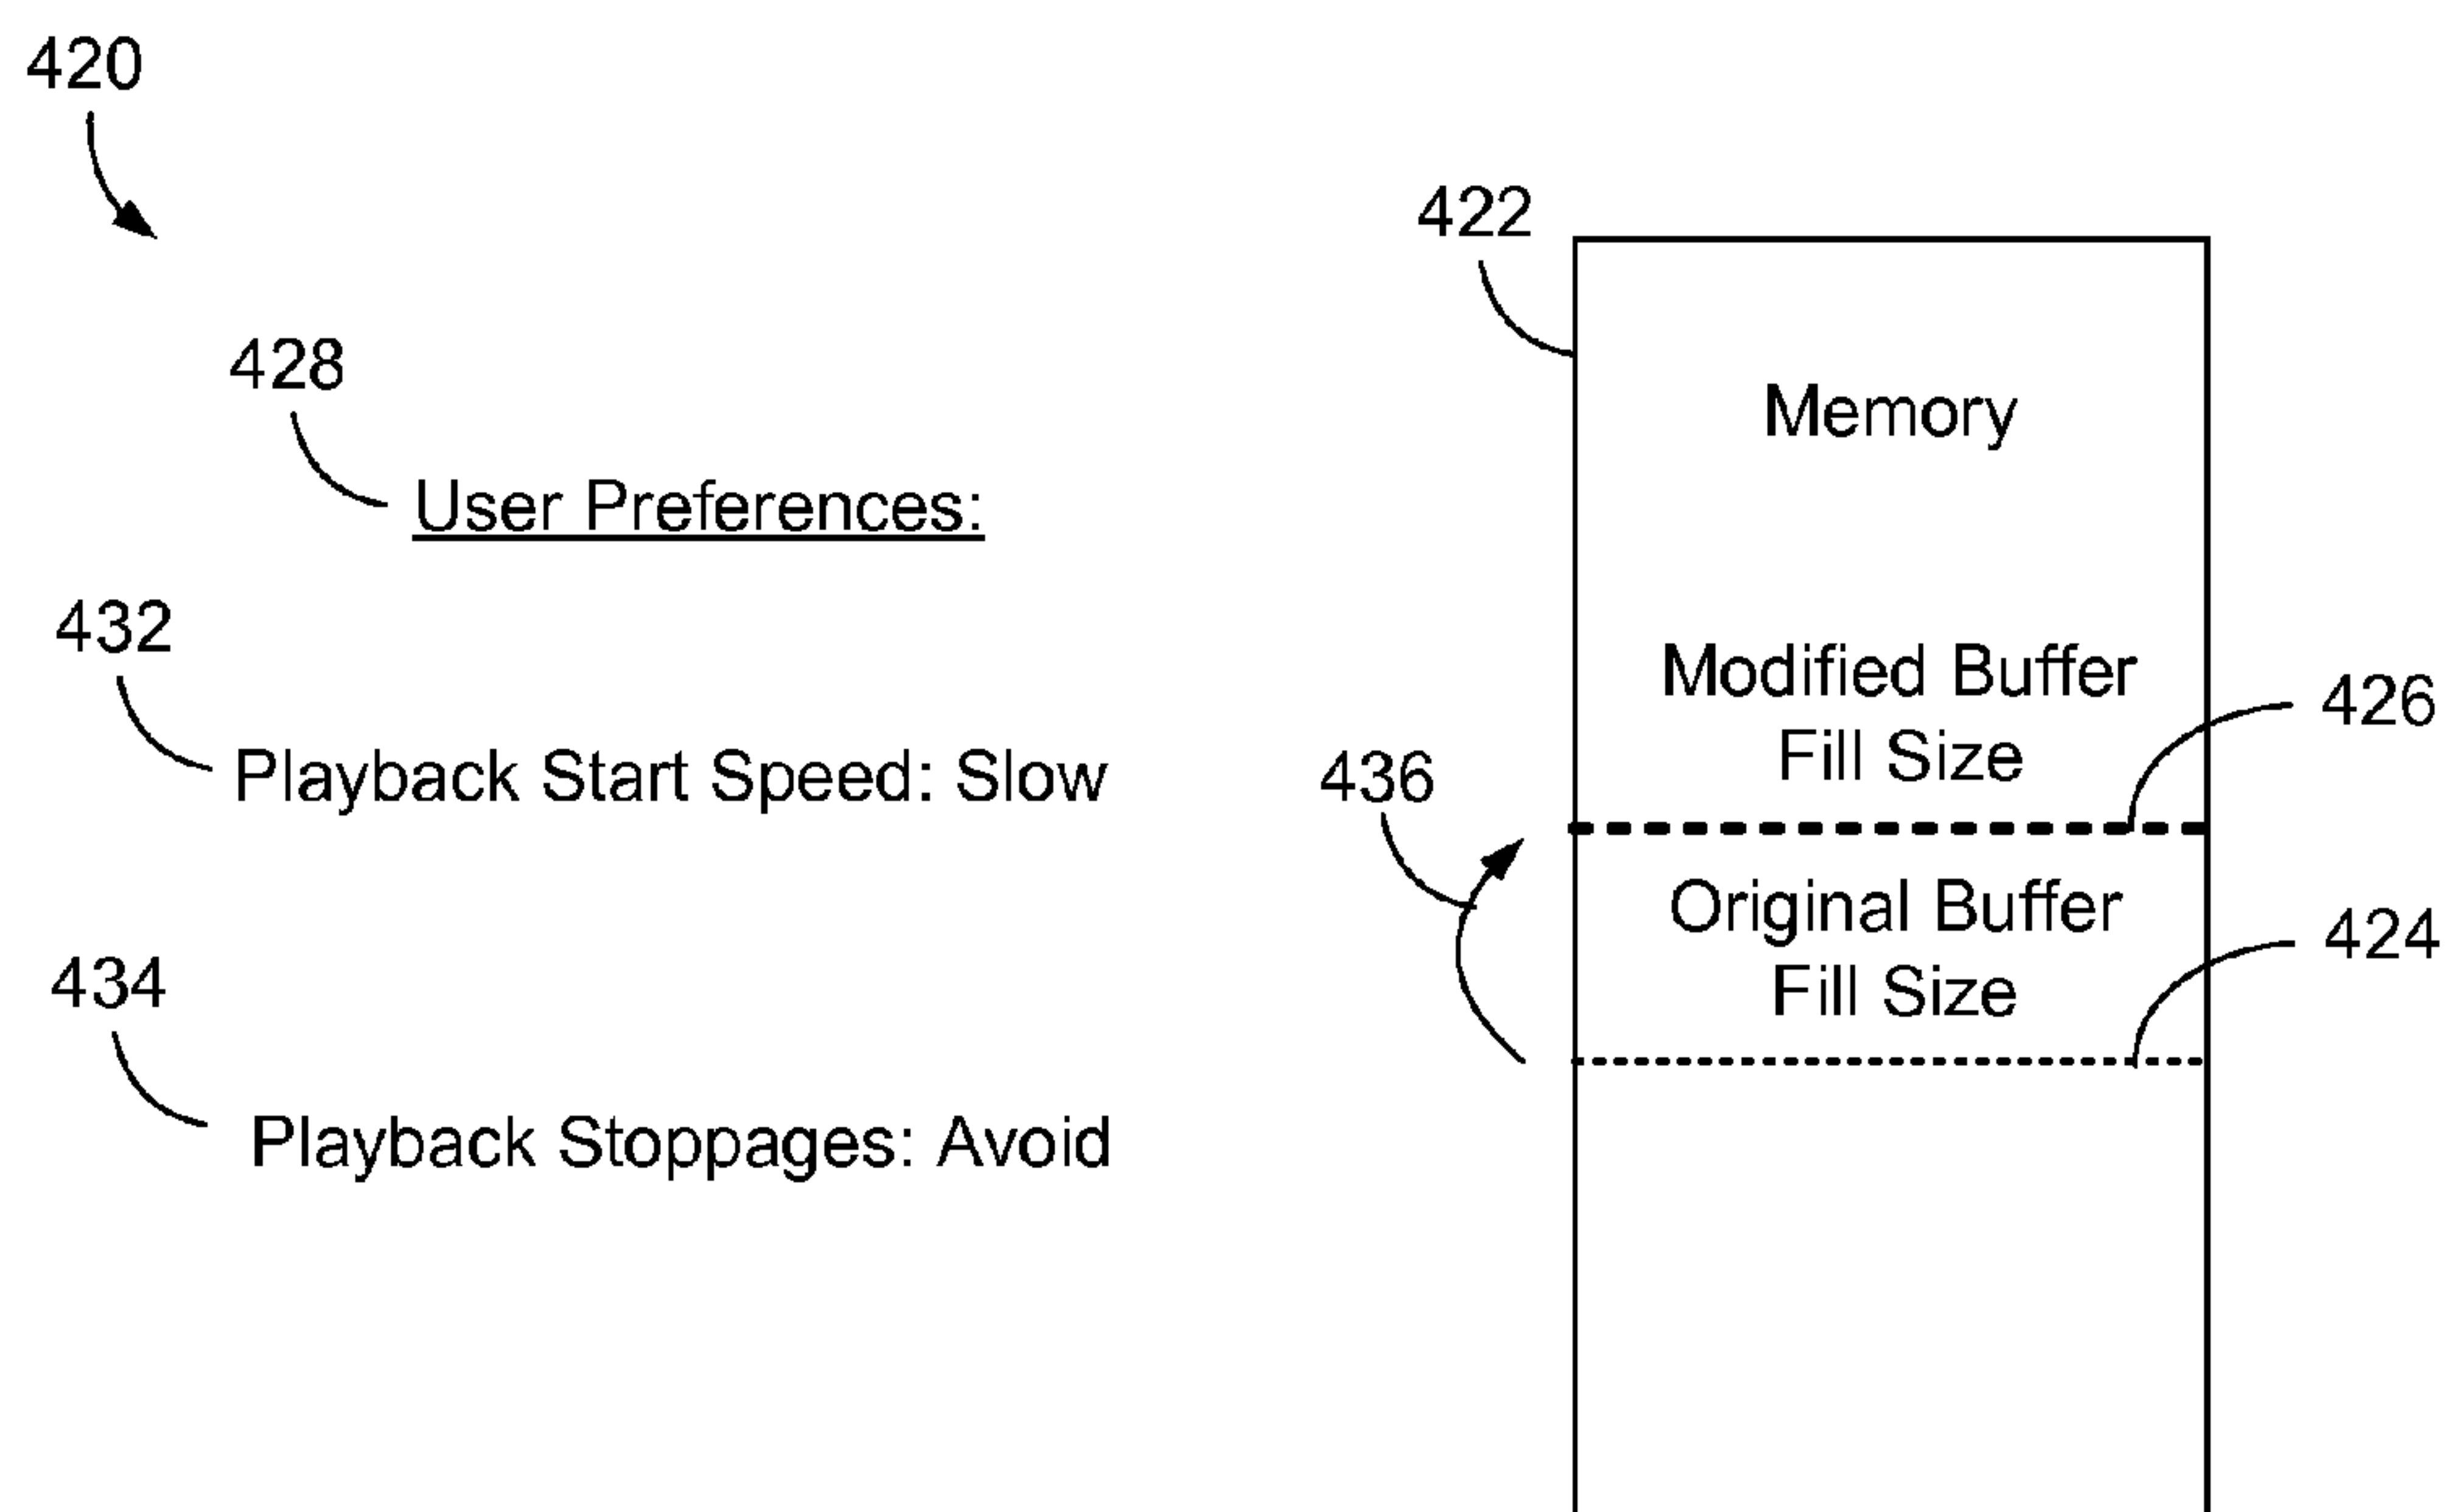 420
422
428
Memory
User Preferences:
432
Modified Buffer
Fill Size
426
Playback Start Speed: Slow
436
Original Buffer
Fill Size
424
434
Playback Stoppages: Avoid